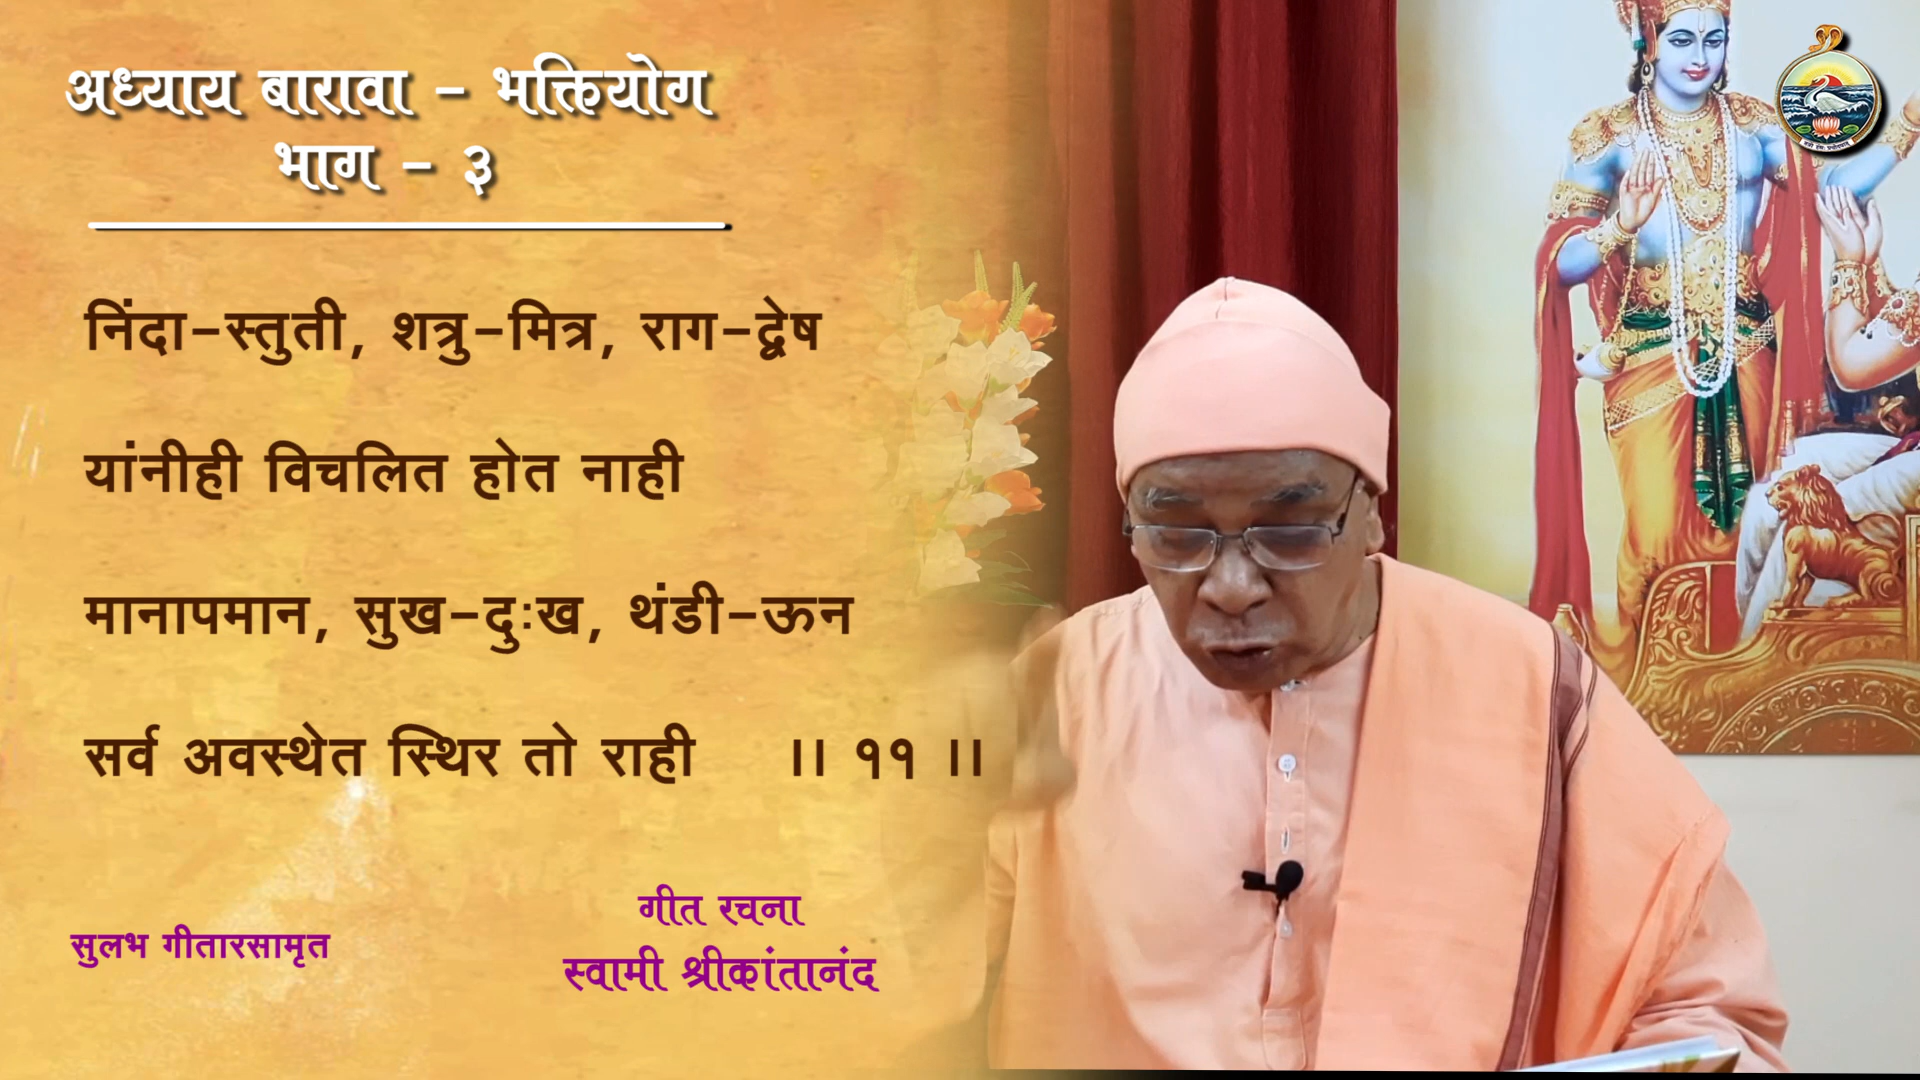 अध्याय बारावा - भक्तियोग
भाग - ३
निंदा-स्तुती, शत्रु-मित्र, राग-द्वेष
यांनीही विचलित होत नाही
मानापमान, सुख-दुःख, थंडी-ऊन
सर्व अवस्थेत स्थिर तो राही ।। ११ ।।
सुलभ गीतारसामृत
गीत रचना
स्वामी श्रीकांतानंद